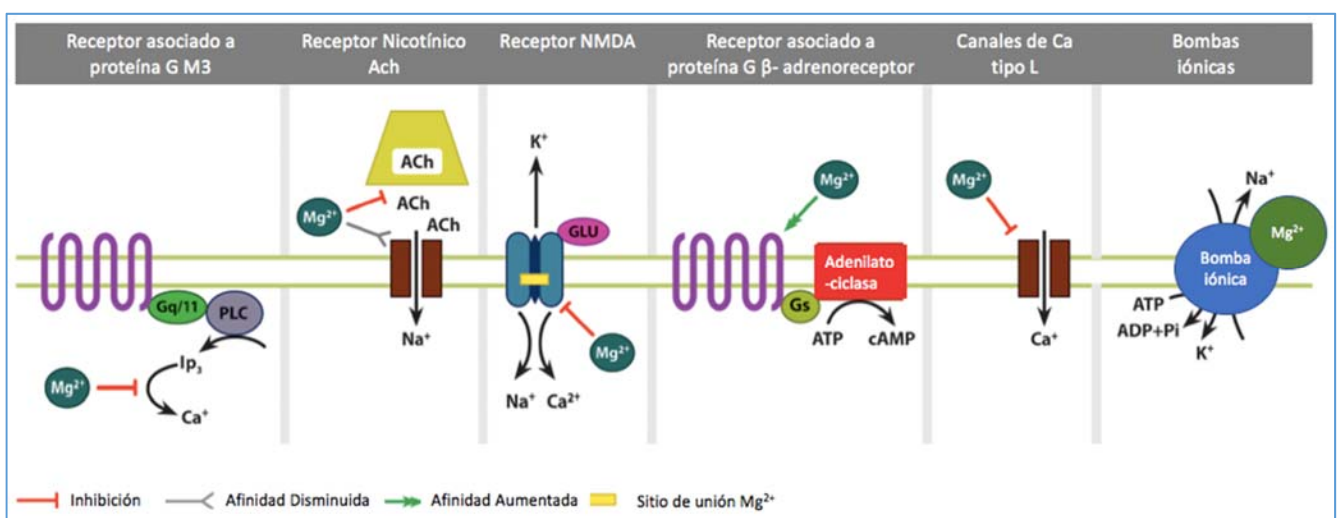 Receptor asociado a
proteína G M3
Receptor Nicotínico
Ach
Receptor NMDA
Receptor asociado a
proteína G β- adrenoreceptor
Canales de Ca
tipo L
Bombas
iónicas
Gq/11
PLC
Ip₃
Mg²⁺
Ca⁺
ACh
Mg²⁺
ACh
ACh
Na⁺
K⁺
GLU
Mg²⁺
Na⁺ Ca²⁺
Mg²⁺
Adenilato
-ciclasa
Gs
ATP cAMP
Mg²⁺
Ca⁺
Na⁺
Mg²⁺
Bomba
iónica
ATP
ADP+Pi
K⁺
Inhibición
Afinidad Disminuida
Afinidad Aumentada
Sitio de unión Mg²⁺